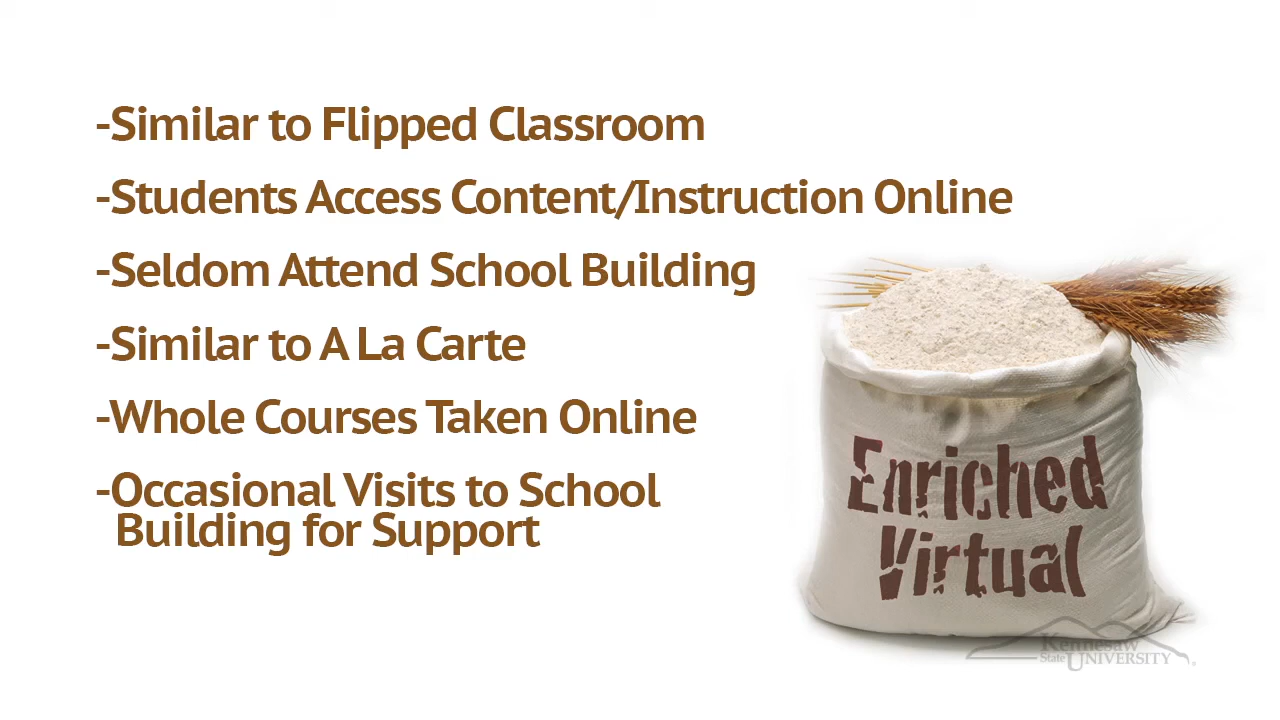 -Similar to Flipped Classroom
-Students Access Content/Instruction Online
-Seldom Attend School Building
-Similar to A La Carte
-Whole Courses Taken Online
-Occasional Visits to School
Building for Support
Enriched
Virtual
Kennesaw
State UNIVERSITY